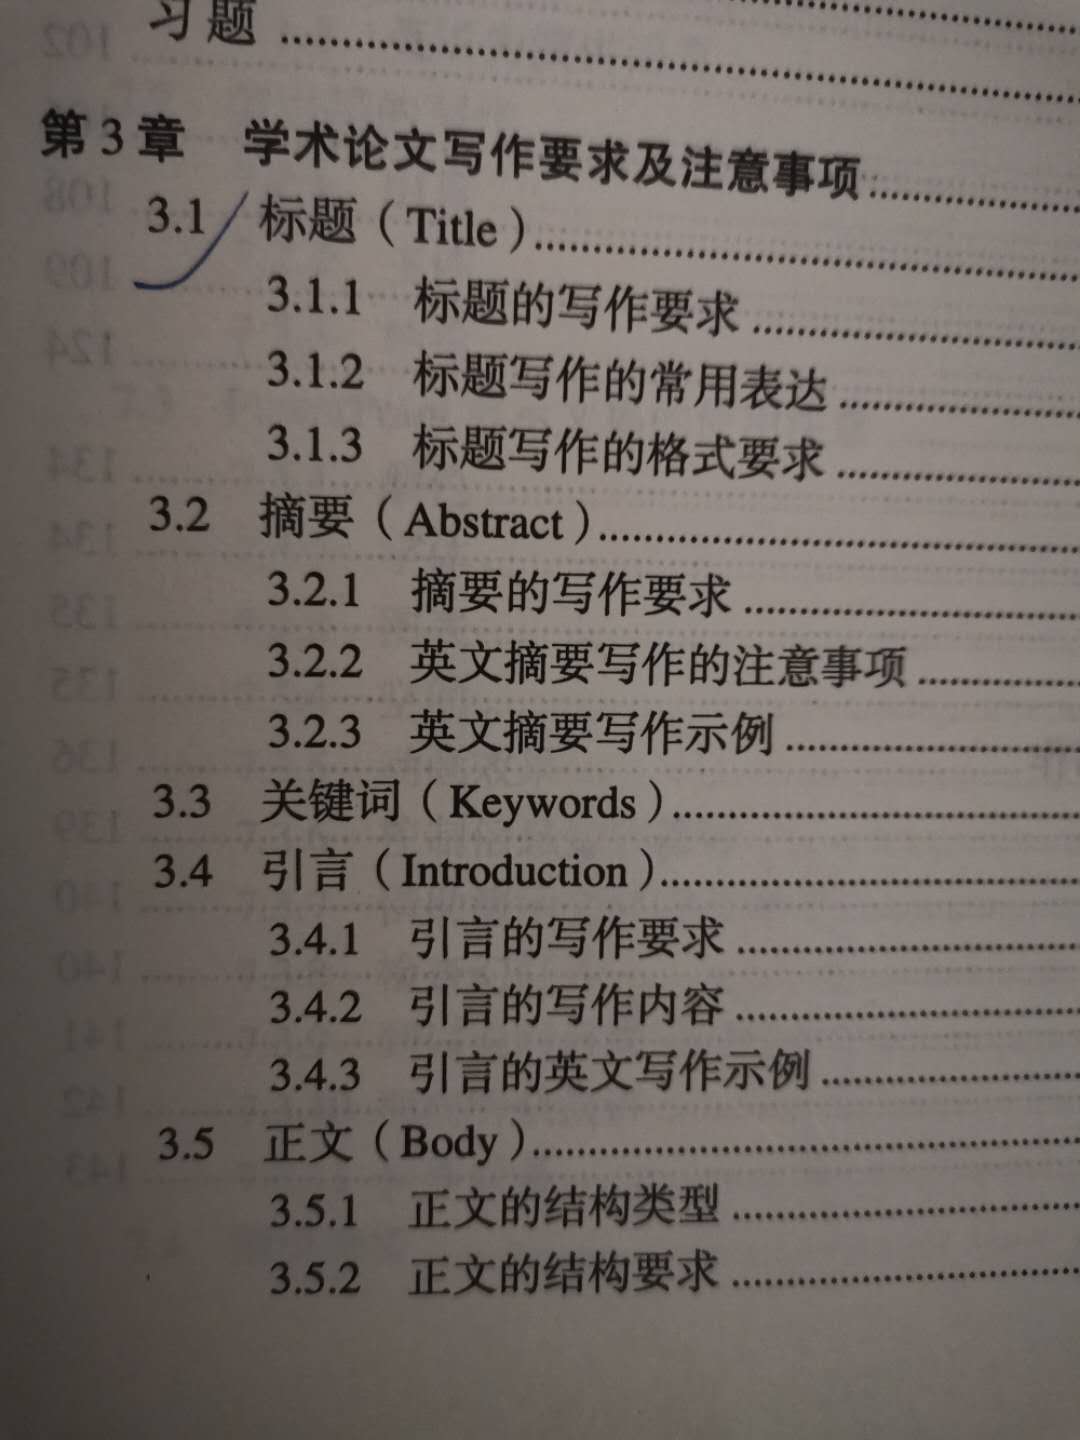 习题
第3章 学术论文写作要求及注意事项
3.1 标题（Title）
3.1.1 标题的写作要求
3.1.2 标题写作的常用表达
3.1.3 标题写作的格式要求
3.2 摘要（Abstract）
3.2.1 摘要的写作要求
3.2.2 英文摘要写作的注意事项
3.2.3 英文摘要写作示例
3.3 关键词（Keywords）
3.4 引言（Introduction）
3.4.1 引言的写作要求
3.4.2 引言的写作内容
3.4.3 引言的英文写作示例
3.5 正文（Body）
3.5.1 正文的结构类型
3.5.2 正文的结构要求